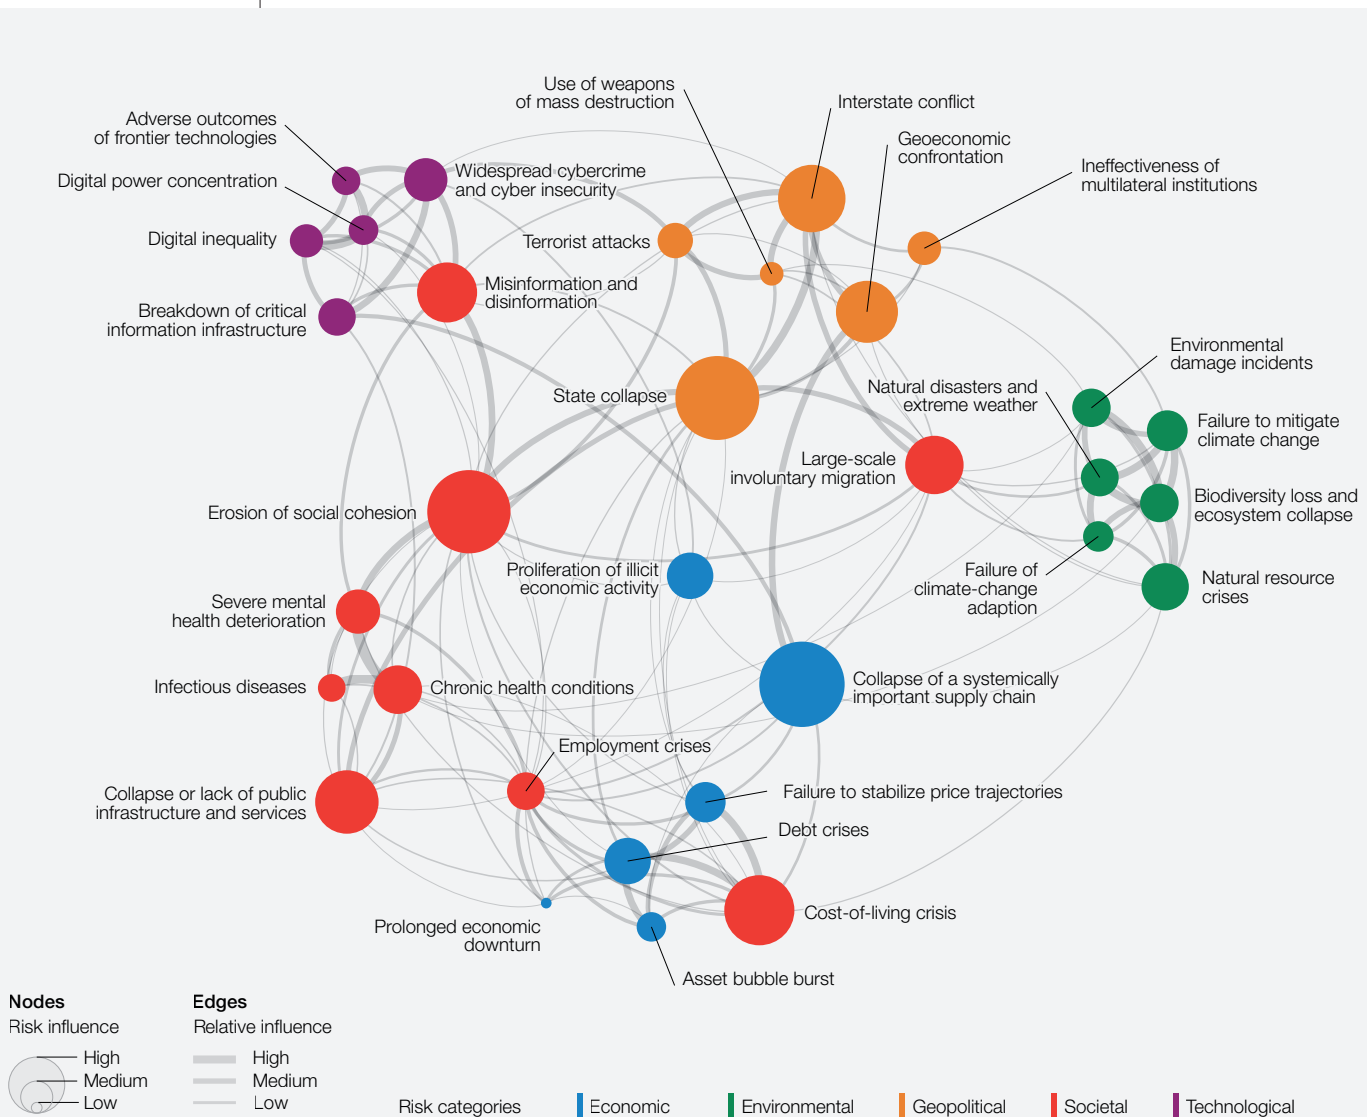 Use of weapons
of mass destruction
Interstate conflict
Adverse outcomes
of frontier technologies
Geoeconomic
confrontation
Ineffectiveness of
multilateral institutions
Digital power concentration
Widespread cybercrime
and cyber insecurity
Digital inequality
Terrorist attacks
Misinformation and
disinformation
Breakdown of critical
information infrastructure
Environmental
damage incidents
Natural disasters and
extreme weather
State collapse
Failure to mitigate
climate change
Large-scale
involuntary migration
Biodiversity loss and
ecosystem collapse
Erosion of social cohesion
Proliferation of illicit
economic activity
Failure of
climate-change
adaption
Natural resource
crises
Severe mental
health deterioration
Infectious diseases
Chronic health conditions
Collapse of a systemically
important supply chain
Employment crises
Collapse or lack of public
infrastructure and services
Failure to stabilize price trajectories
Debt crises
Prolonged economic
downturn
Cost-of-living crisis
Asset bubble burst
Nodes
Risk influence
High
Medium
Low
Edges
Relative influence
High
Medium
Low
Risk categories
Economic
Environmental
Geopolitical
Societal
Technological